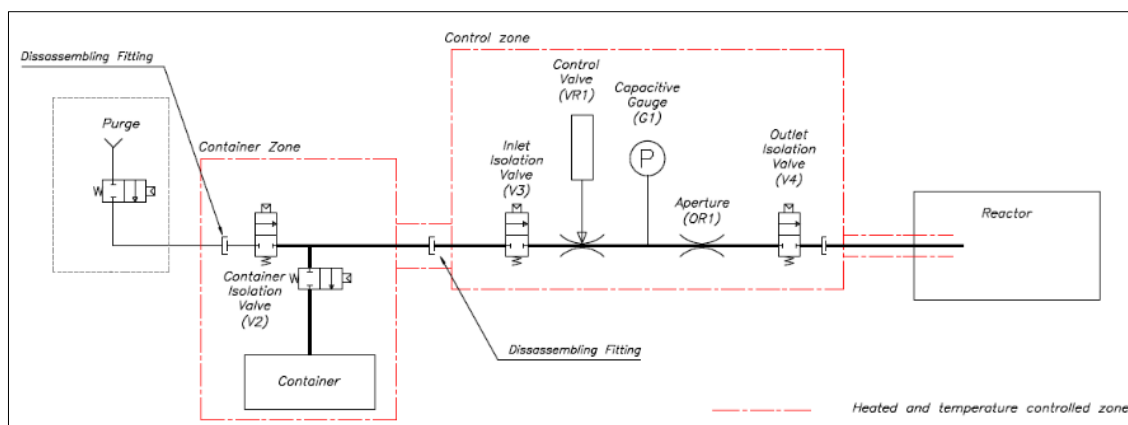 Control zone
Dissassembling Fitting
Purge
Container Zone
Control
Valve
(VR1)
Capacitive
Gauge
(G1)
P
Inlet
Isolation
Valve
(V3)
Aperture
(OR1)
Outlet
Isolation
Valve
(V4)
Reactor
Container
Isolation
Valve
(V2)
Container
Dissassembling Fitting
Heated and temperature controlled zone